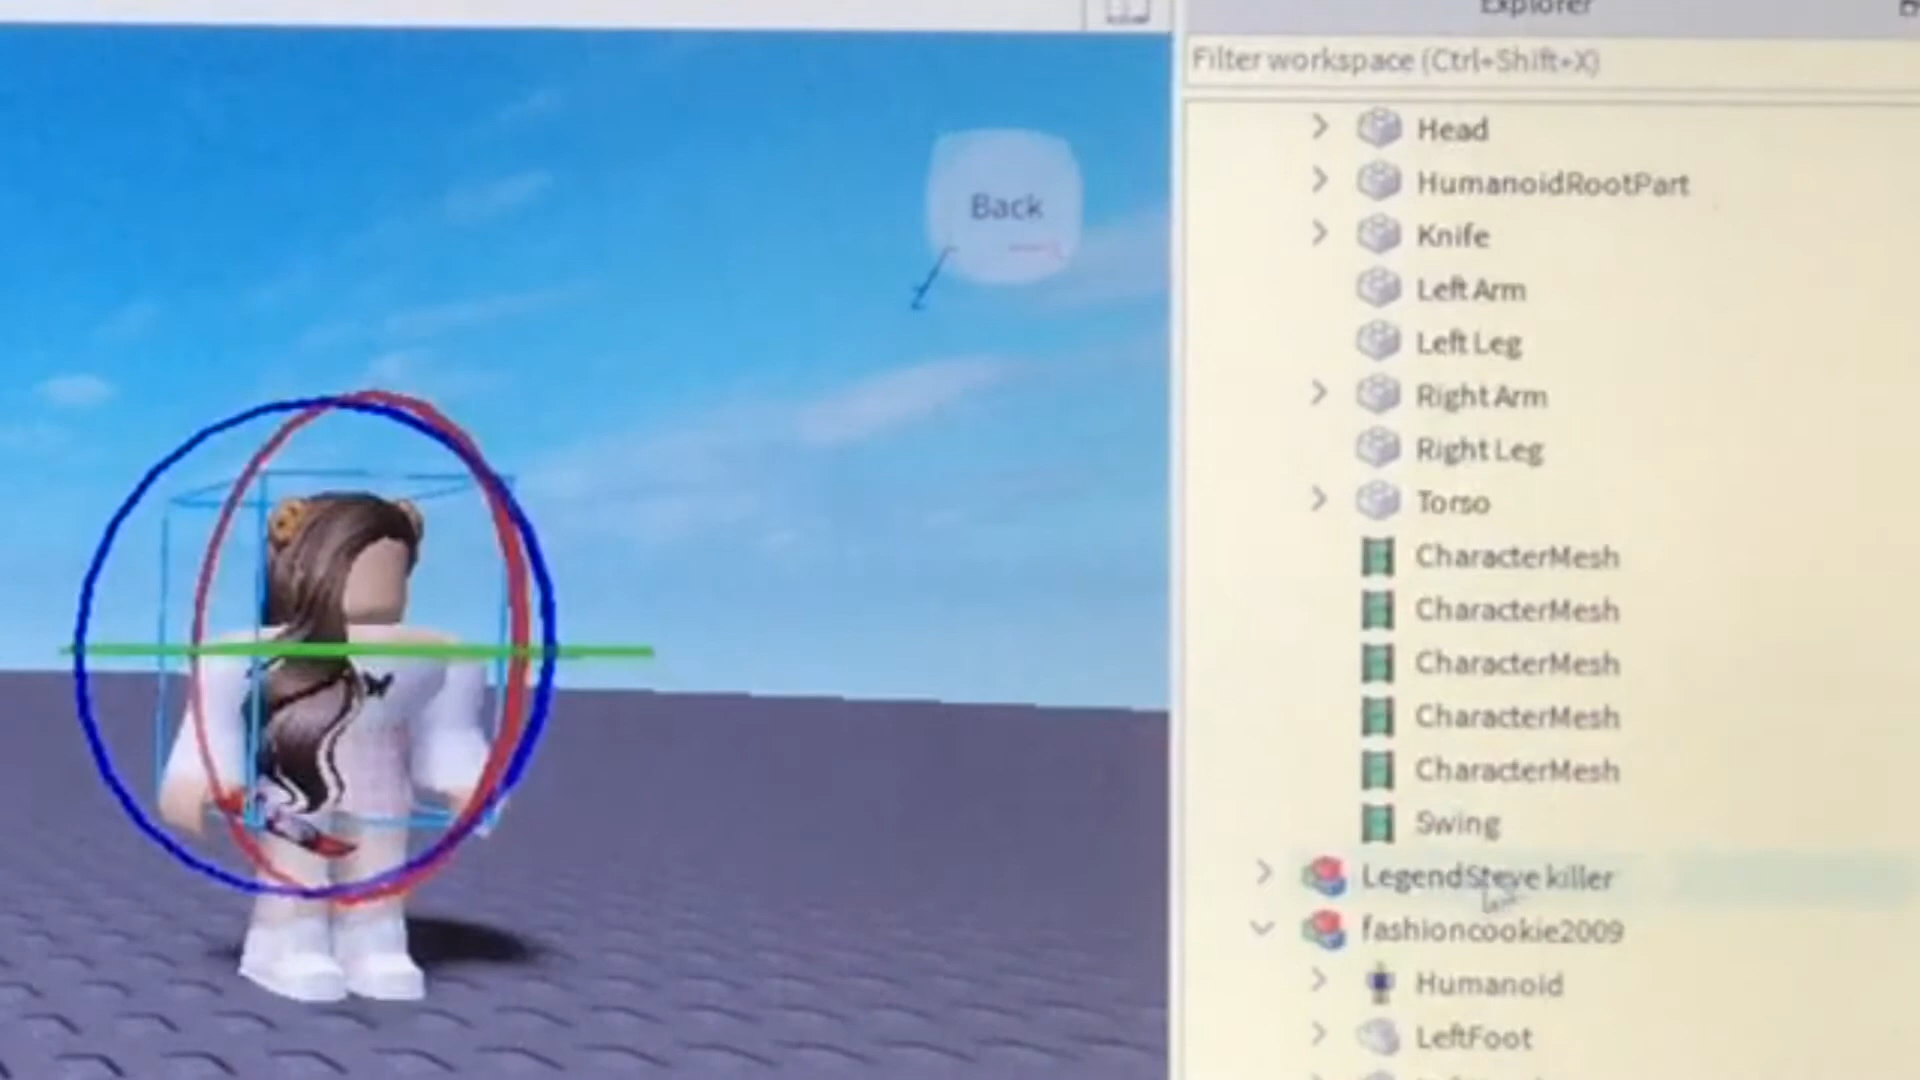 Explorer
Filter workspace (Ctrl+Shift+X)
Back
Head
HumanoidRootPart
Knife
Left Arm
Left Leg
Right Arm
Right Leg
Torso
CharacterMesh
CharacterMesh
CharacterMesh
CharacterMesh
CharacterMesh
Swing
LegendSteve killer
fashioncookie2009
Humanoid
LeftFoot